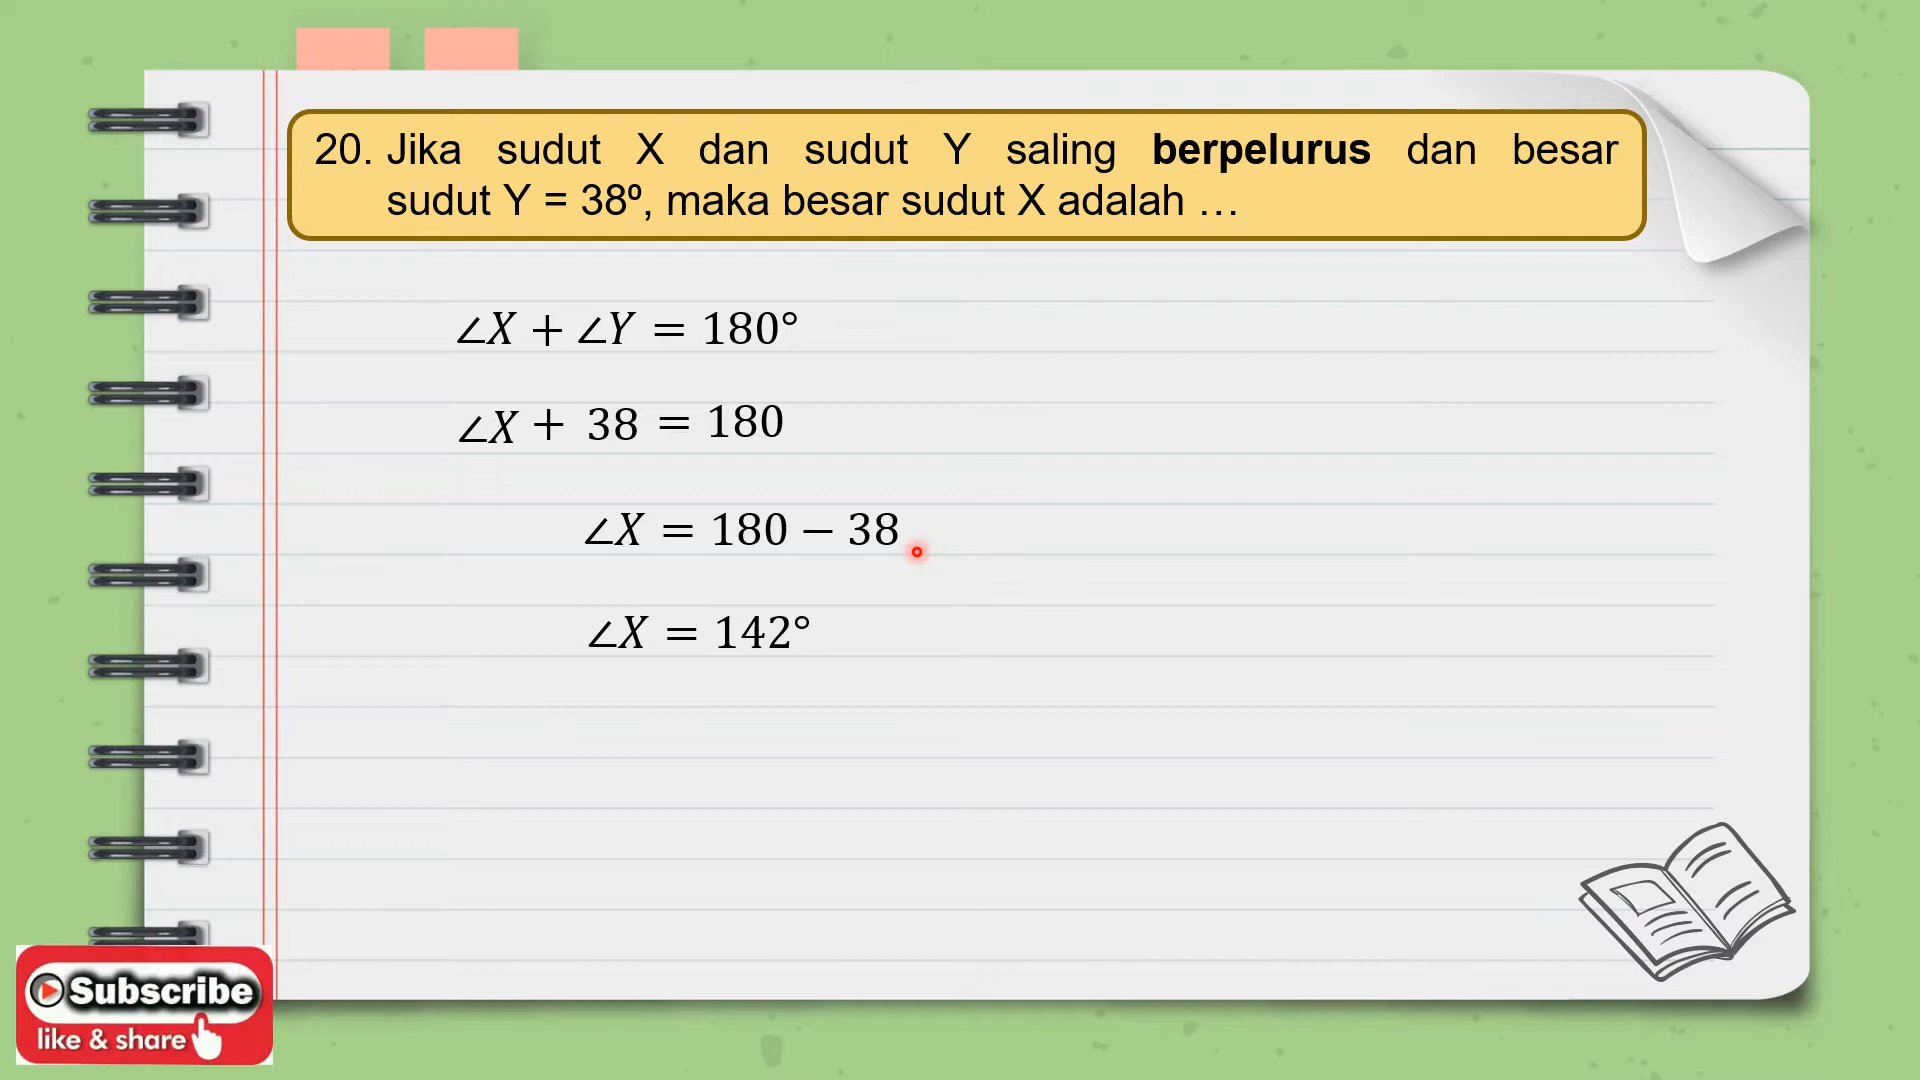 20. Jika sudut X dan sudut Y saling berpelurus dan besar
sudut Y = 38º, maka besar sudut X adalah …
∠X + ∠Y = 180°
∠X + 38 = 180
∠X = 180 − 38
∠X = 142°
Subscribe
like & share